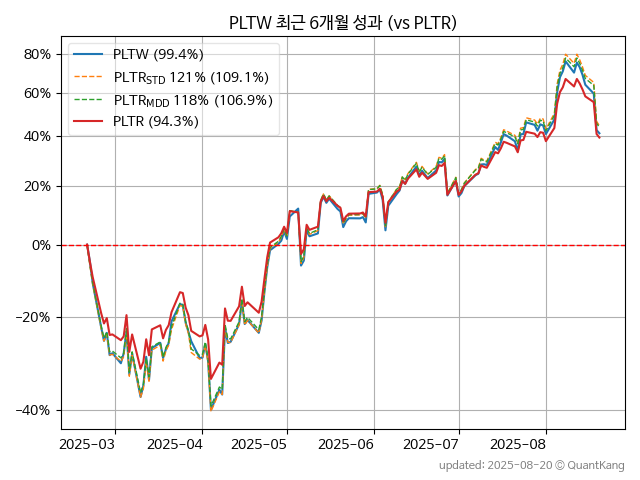 PLTW 최근 6개월 성과 (vs PLTR)
PLTW (99.4%)
PLTR_STD 121% (109.1%)
PLTR_MDD 118% (106.9%)
PLTR (94.3%)
80%
60%
40%
20%
0%
−20%
−40%
2025-03 2025-04 2025-05 2025-06 2025-07 2025-08
updated: 2025-08-20 © QuantKang